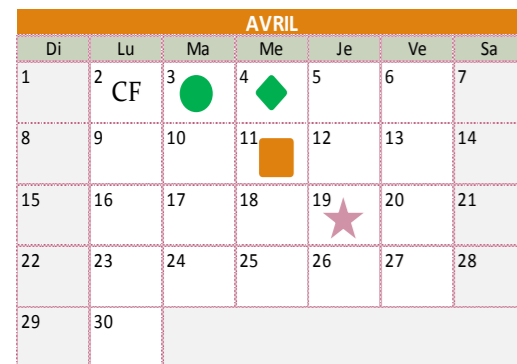 AVRIL
Di Lu Ma Me Je Ve Sa
1 2 CF 3 4 5 6 7
8 9 10 11 12 13 14
15 16 17 18 19 20 21
22 23 24 25 26 27 28
29 30